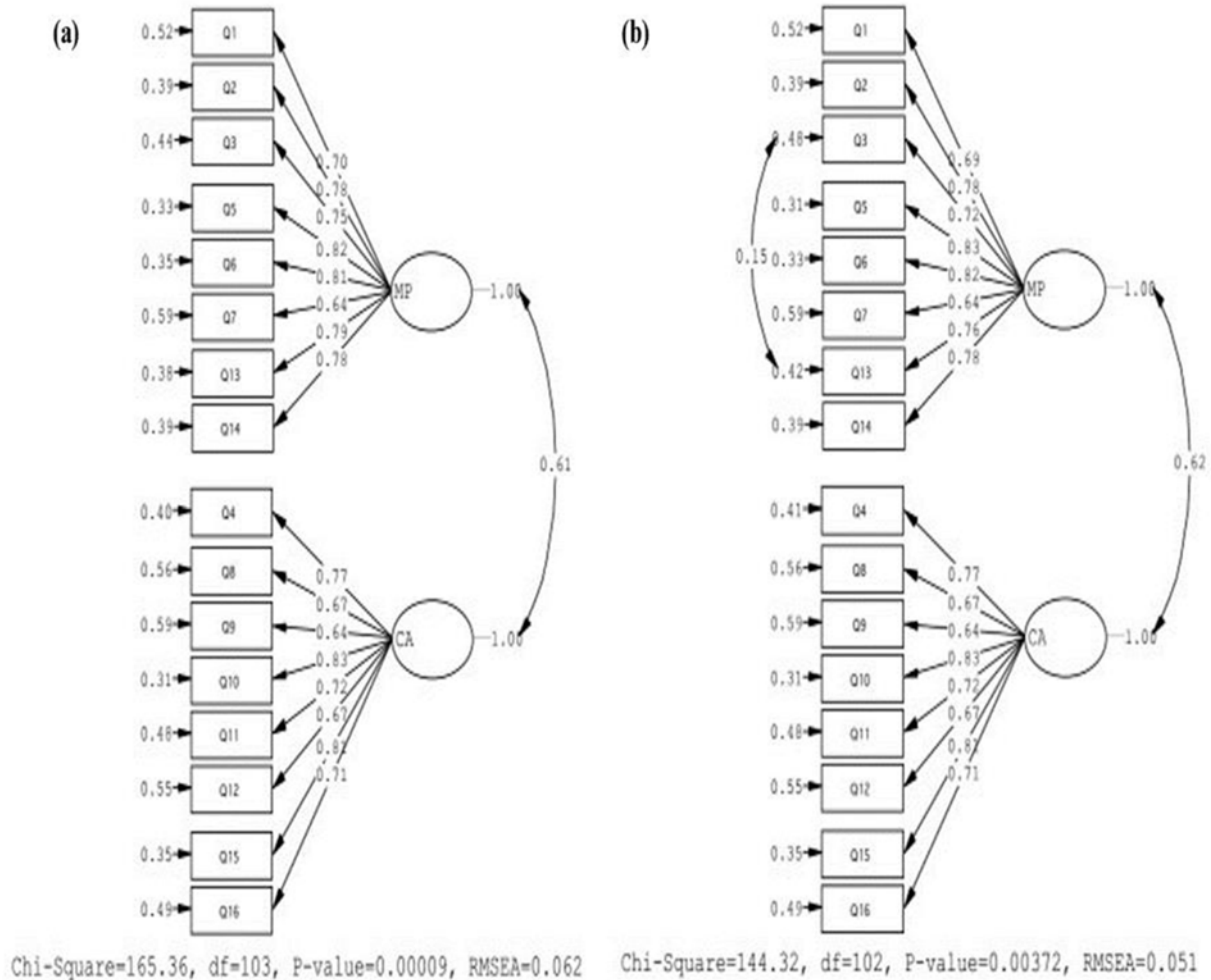 (a)
0.52 Q1
0.39 Q2
0.44 Q3
0.33 Q5
0.35 Q6
0.59 Q7
0.38 Q13
0.39 Q14
0.70
0.78
0.75
0.82
0.81
0.64
0.79
0.78
MP 1.00
0.61
0.40 Q4
0.56 Q8
0.59 Q9
0.31 Q10
0.48 Q11
0.55 Q12
0.35 Q15
0.49 Q16
0.77
0.67
0.64
0.83
0.72
0.67
0.81
0.71
CA 1.00
Chi-Square=165.36, df=103, P-value=0.00009, RMSEA=0.062
(b)
0.52 Q1
0.39 Q2
0.48 Q3
0.31 Q5
0.33 Q6
0.59 Q7
0.42 Q13
0.39 Q14
0.15
0.69
0.78
0.72
0.83
0.82
0.64
0.76
0.78
MP 1.00
0.62
0.41 Q4
0.56 Q8
0.59 Q9
0.31 Q10
0.48 Q11
0.55 Q12
0.35 Q15
0.49 Q16
0.77
0.67
0.64
0.83
0.72
0.67
0.81
0.71
CA 1.00
Chi-Square=144.32, df=102, P-value=0.00372, RMSEA=0.051